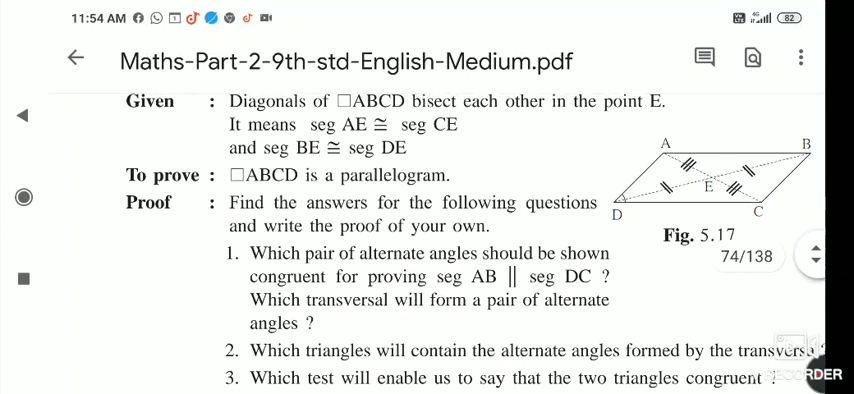 11:54 AM
82
Maths-Part-2-9th-std-English-Medium.pdf
Given : Diagonals of □ABCD bisect each other in the point E.
It means seg AE ≅ seg CE
and seg BE ≅ seg DE
To prove : □ABCD is a parallelogram.
Proof : Find the answers for the following questions
and write the proof of your own.
A
B
E
D
C
Fig. 5.17
74/138
1. Which pair of alternate angles should be shown
congruent for proving seg AB || seg DC ?
Which transversal will form a pair of alternate
angles ?
2. Which triangles will contain the alternate angles formed by the transversal ?
3. Which test will enable us to say that the two triangles congruent ?